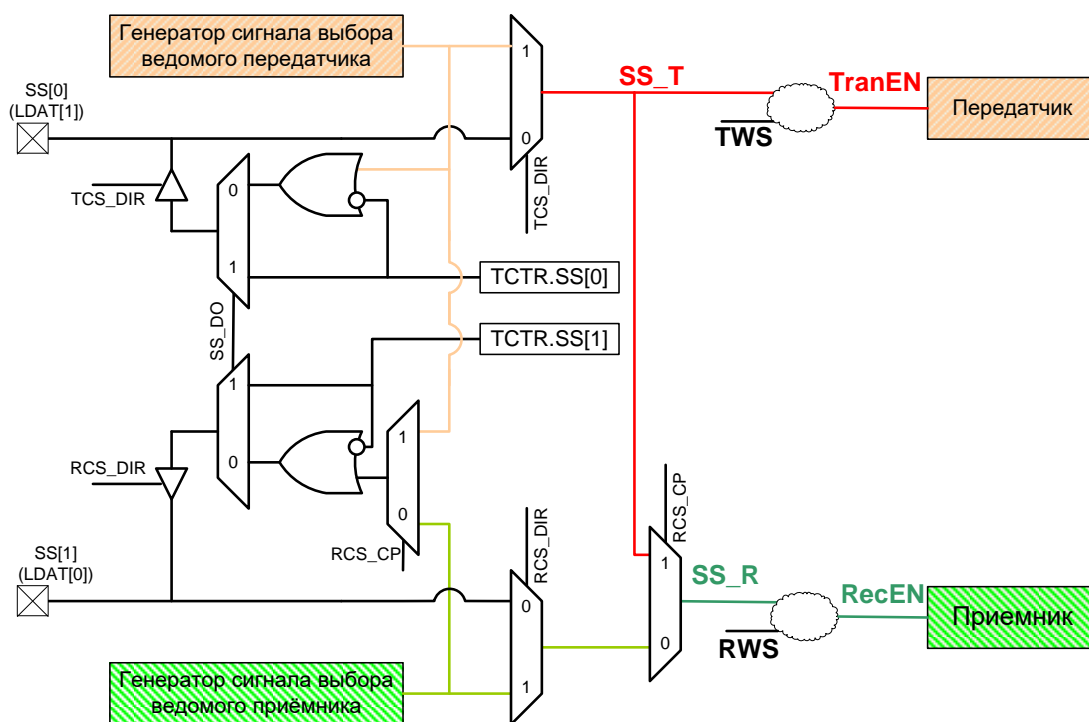 Генератор сигнала выбора
ведомого передатчика
SS[0]
(LDAT[1])
1
0
SS_T
TranEN
TWS
Передатчик
TCS_DIR
TCS_DIR
0
1
TCTR.SS[0]
SS_DO
TCTR.SS[1]
1
0
1
0
RCS_DIR
RCS_CP
RCS_DIR
RCS_CP
SS[1]
(LDAT[0])
0
1
1
0
SS_R
RecEN
RWS
Приемник
Генератор сигнала выбора
ведомого приёмника